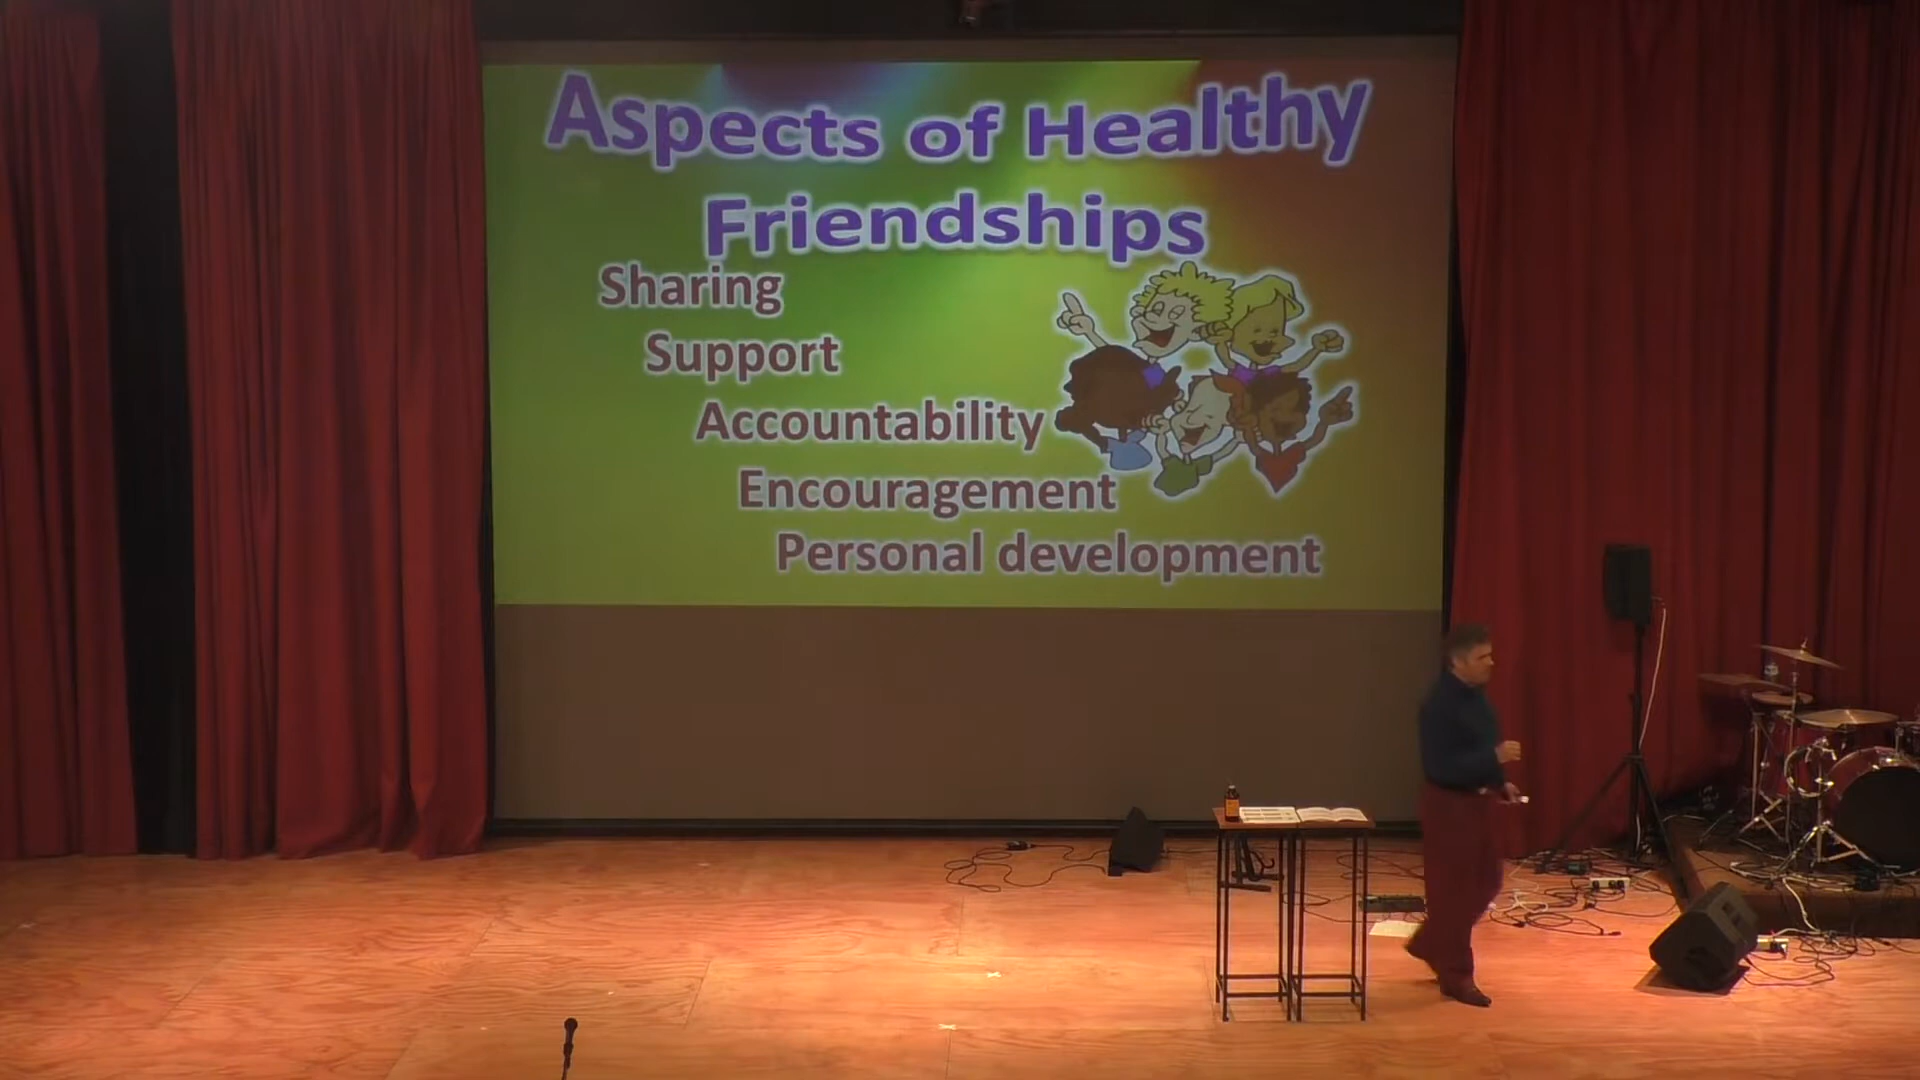 Aspects of Healthy
Friendships
Sharing
Support
Accountability
Encouragement
Personal development